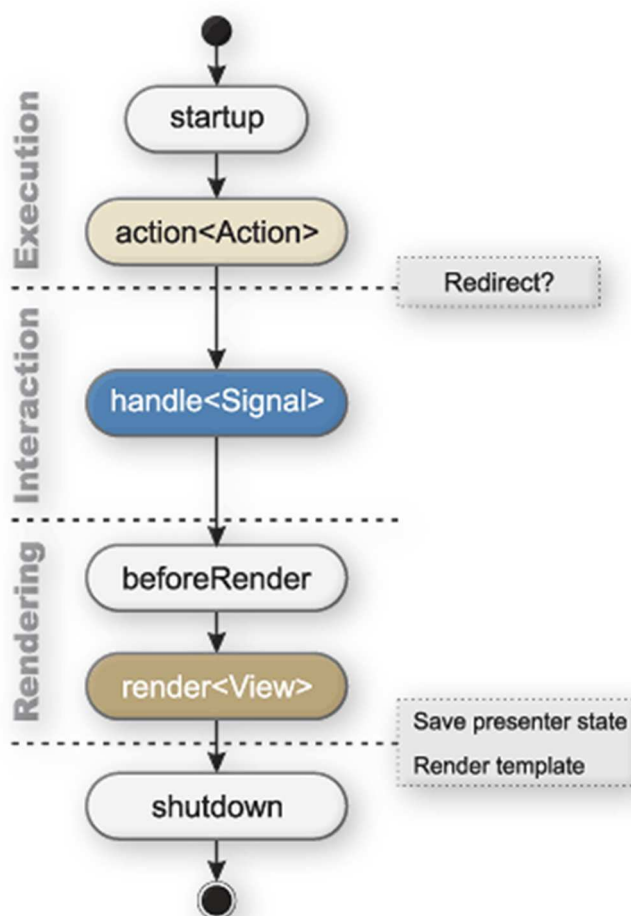 Execution
startup
action<Action>
Redirect?
Interaction
handle<Signal>
Rendering
beforeRender
render<View>
Save presenter state
Render template
shutdown